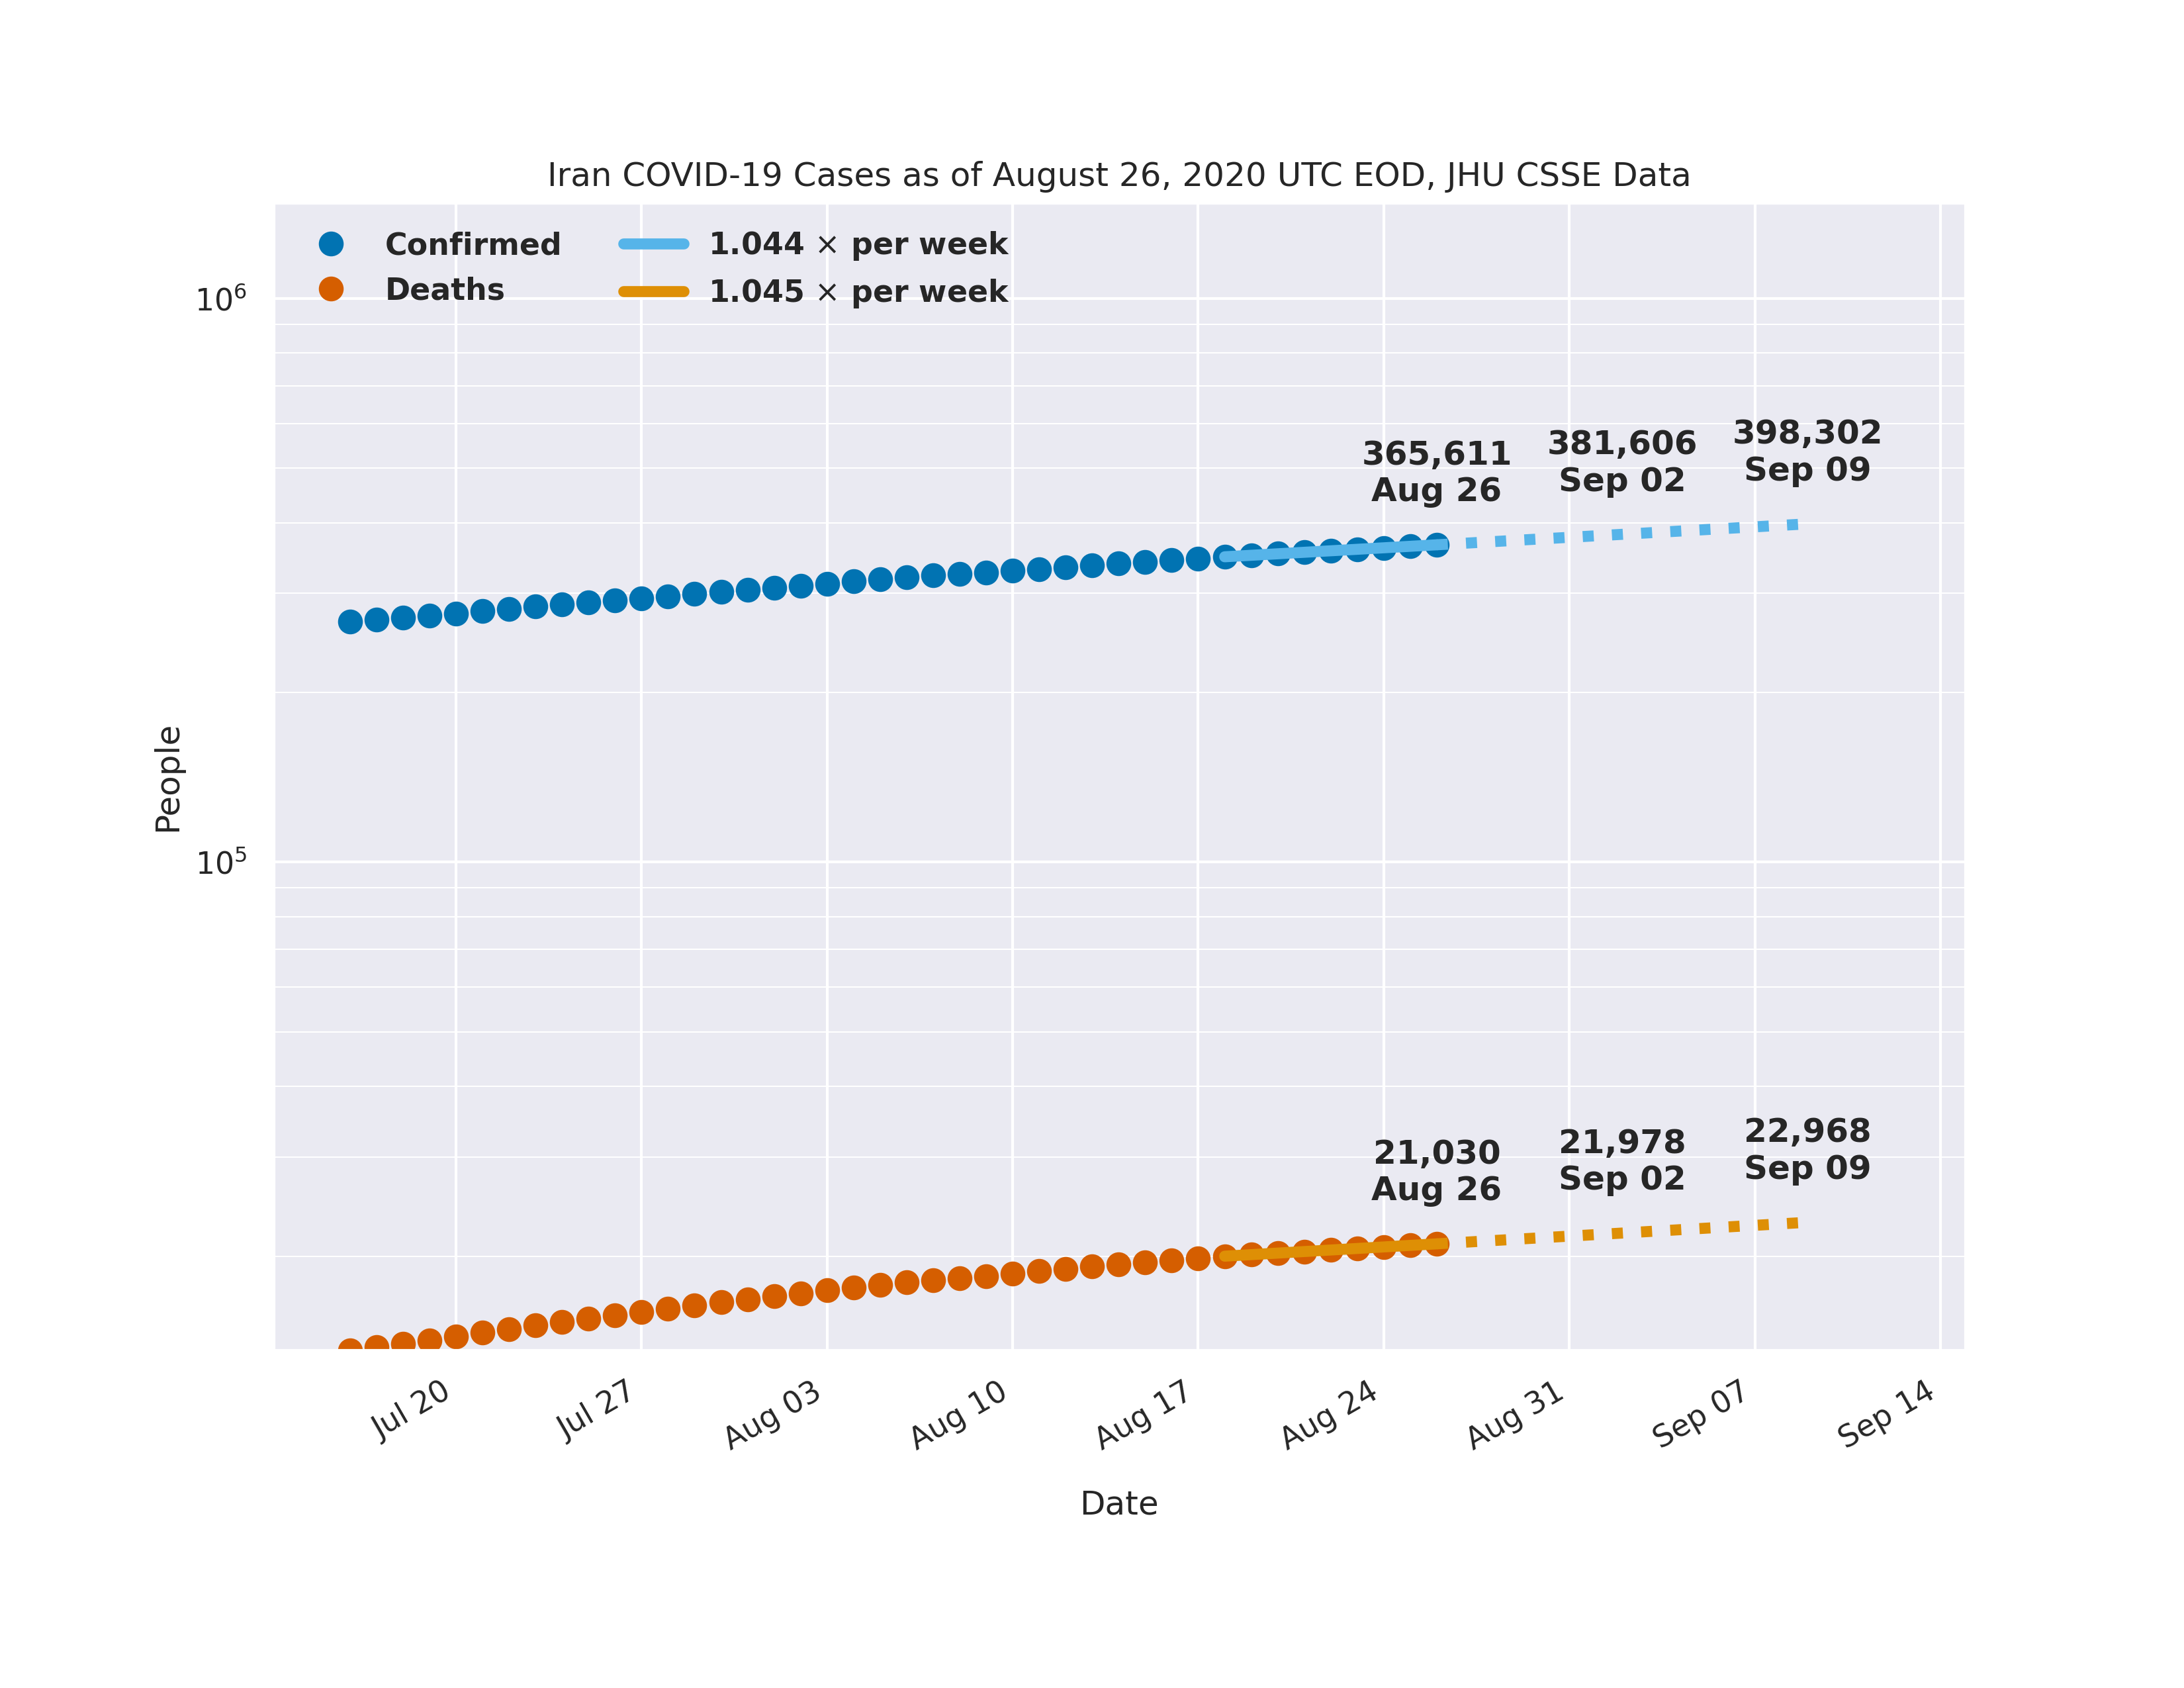 Iran COVID-19 Cases as of August 26, 2020 UTC EOD, JHU CSSE Data
Confirmed
Deaths
1.044 × per week
1.045 × per week
10⁶
10⁵
People
365,611
Aug 26
381,606
Sep 02
398,302
Sep 09
21,030
Aug 26
21,978
Sep 02
22,968
Sep 09
Jul 20
Jul 27
Aug 03
Aug 10
Aug 17
Aug 24
Aug 31
Sep 07
Sep 14
Date